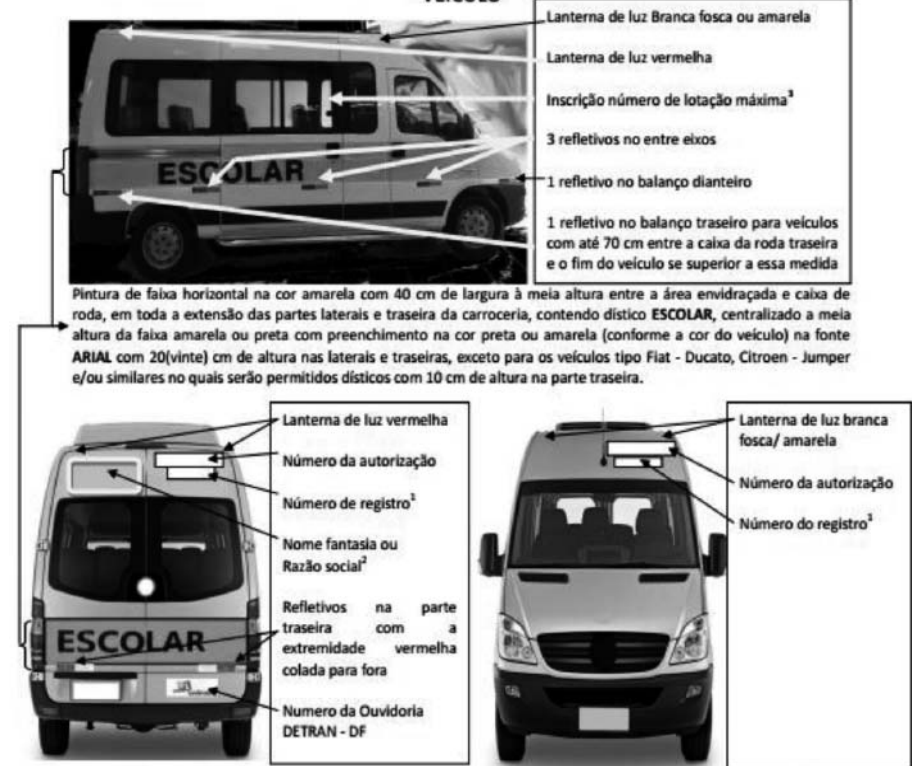 VEÍCULO
Lanterna de luz Branca fosca ou amarela
Lanterna de luz vermelha
Inscrição número de lotação máxima³
3 refletivos no entre eixos
1 refletivo no balanço dianteiro
1 refletivo no balanço traseiro para veículos
com até 70 cm entre a caixa da roda traseira
e o fim do veículo se superior a essa medida
ESCOLAR
Pintura de faixa horizontal na cor amarela com 40 cm de largura à meia altura entre a área envidraçada e caixa de
roda, em toda a extensão das partes laterais e traseira da carroceria, contendo dístico ESCOLAR, centralizado a meia
altura da faixa amarela ou preta com preenchimento na cor preta ou amarela (conforme a cor do veículo) na fonte
ARIAL com 20(vinte) cm de altura nas laterais e traseiras, exceto para os veículos tipo Fiat - Ducato, Citroen - Jumper
e/ou similares no quais serão permitidos dísticos com 10 cm de altura na parte traseira.
Lanterna de luz vermelha
Número da autorização
Número de registro¹
Nome fantasia ou
Razão social²
Refletivos na parte
traseira com a
extremidade vermelha
colada para fora
Numero da Ouvidoria
DETRAN - DF
ESCOLAR
Lanterna de luz branca
fosca/ amarela
Número da autorização
Número do registro¹